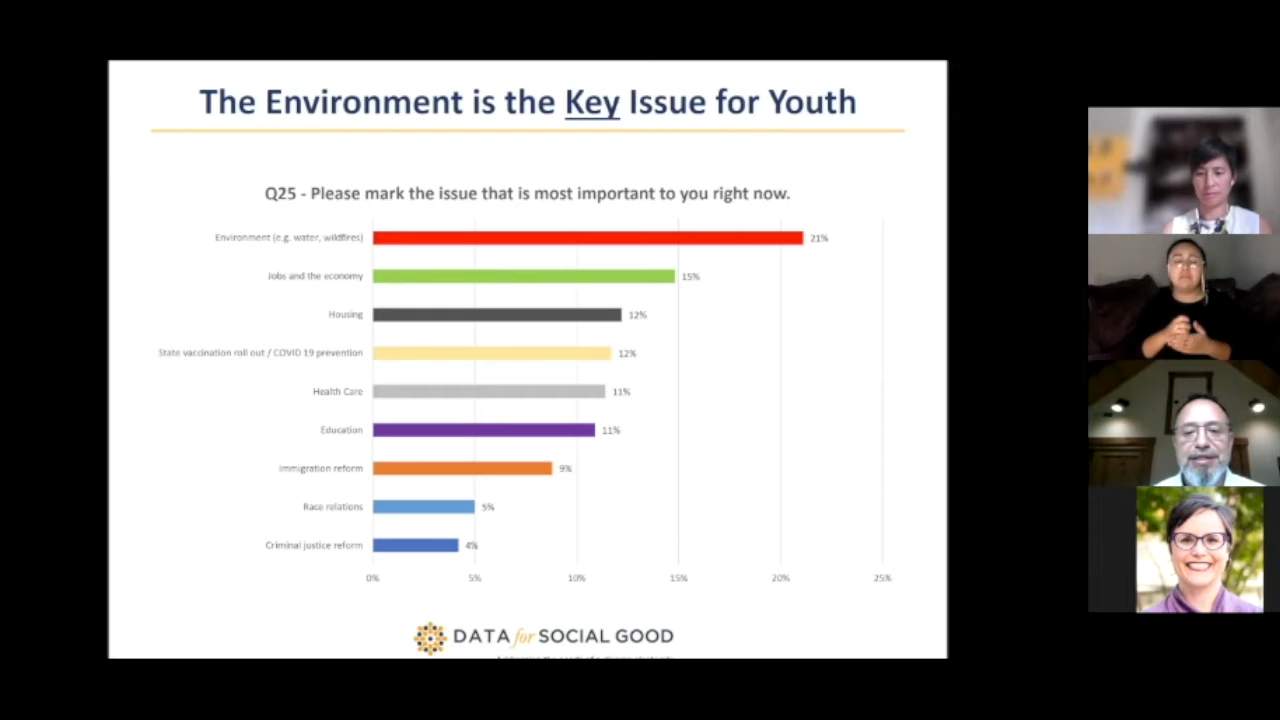 The Environment is the Key Issue for Youth
Q25 - Please mark the issue that is most important to you right now.
Environment (e.g. water, wildfires) 21%
Jobs and the economy 15%
Housing 12%
State vaccination roll out / COVID 19 prevention 12%
Health Care 11%
Education 11%
Immigration reform 9%
Race relations 5%
Criminal justice reform 4%
0% 5% 10% 15% 20% 25%
DATA for SOCIAL GOOD